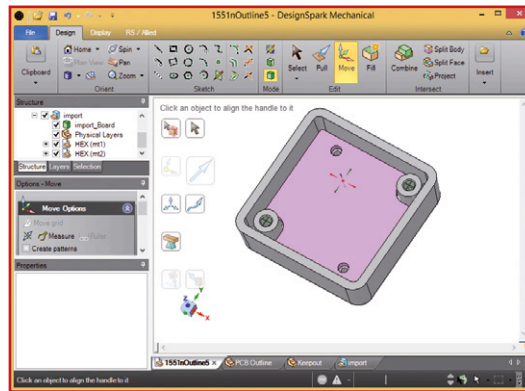 1551nOutline5 - DesignSpark Mechanical
File Design Display RS / Allied
Clipboard
Home Spin
Plan View Pan
Zoom
Orient
Sketch
Mode
Select Pull Move Fill
Edit
Combine
Split Body
Split Face
Project
Intersect
Insert
Structure
import
import_Board
Physical Layers
HEX (mt1)
HEX (mt2)
Structure Layers Selection
Options - Move
Move Options
Move grid
Measure Ruler
Create patterns
Properties
Click an object to align the handle to it
Y
X
1551nOutline5 × PCB Outline Keepout import
Click an object to align the handle to it